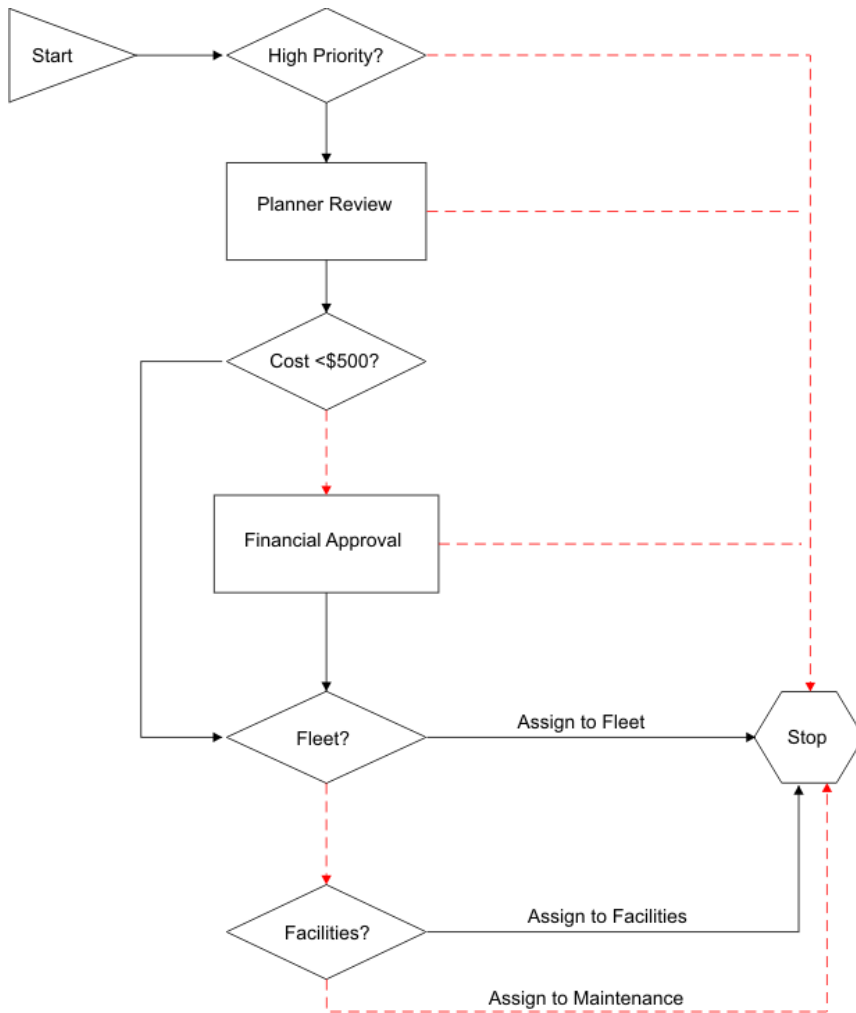 Start
High Priority?
Planner Review
Cost <$500?
Financial Approval
Assign to Fleet
Fleet?
Stop
Assign to Facilities
Facilities?
Assign to Maintenance